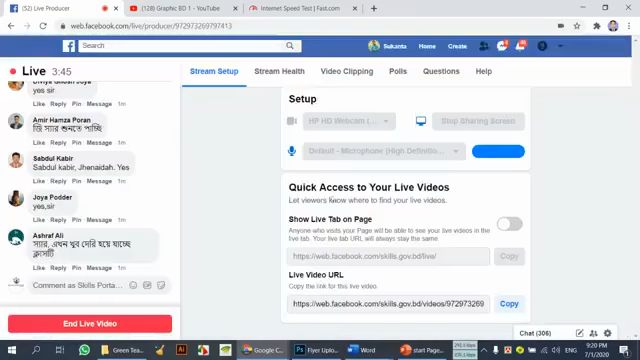 (52) Live Producer
(128) Graphic BD 1 - YouTube
Internet Speed Test | Fast.com
web.facebook.com/live/producer/972973269797413
Search
Sukanta
Home
Create
Live 3:45
Stream Setup
Stream Health
Video Clipping
Polls
Questions
Help
yes sir
Like Reply Pin Message 1m
Amir Hamza Poran
জি স্যার শুনতে পাচ্ছি
Like Reply Pin Message 1m
Sabdul Kabir
Sabdul kabir, Jhenaidah. Yes
Like Reply Pin Message 1m
Joya Podder
yes,sir
Like Reply Pin Message 1m
Ashraf Ali
স্যার, এখন খুব দেরি হয়ে যাচ্ছে
ক্লাসটি
Like Reply Pin Message 1m
Comment as Skills Porta...
End Live Video
Setup
HP HD Webcam (...
Stop Sharing Screen
Default - Microphone (High Definitio...
Quick Access to Your Live Videos
Let viewers know where to find your live videos.
Show Live Tab on Page
Anyone who visits your Page will be able to see your live videos in the
live tab. Your live tab URL will always stay the same
https://web.facebook.com/skills.gov.bd/live/
Copy
Live Video URL
Copy the link for this live video.
https://web.facebook.com/skills.gov.bd/videos/972973269
Copy
Chat (306)
Green Tea...
Google C...
Flyer Uplo...
Word
start Page...
ENG
9:20 PM
7/1/2020